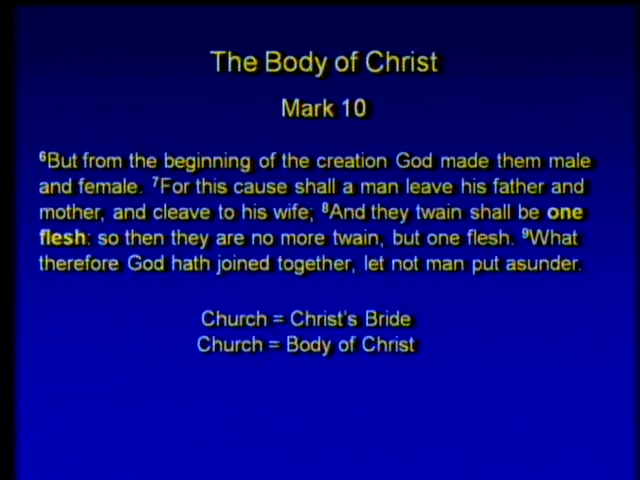 The Body of Christ
Mark 10
⁶But from the beginning of the creation God made them male
and female. ⁷For this cause shall a man leave his father and
mother, and cleave to his wife; ⁸And they twain shall be one
flesh: so then they are no more twain, but one flesh. ⁹What
therefore God hath joined together, let not man put asunder.
Church = Christ's Bride
Church = Body of Christ